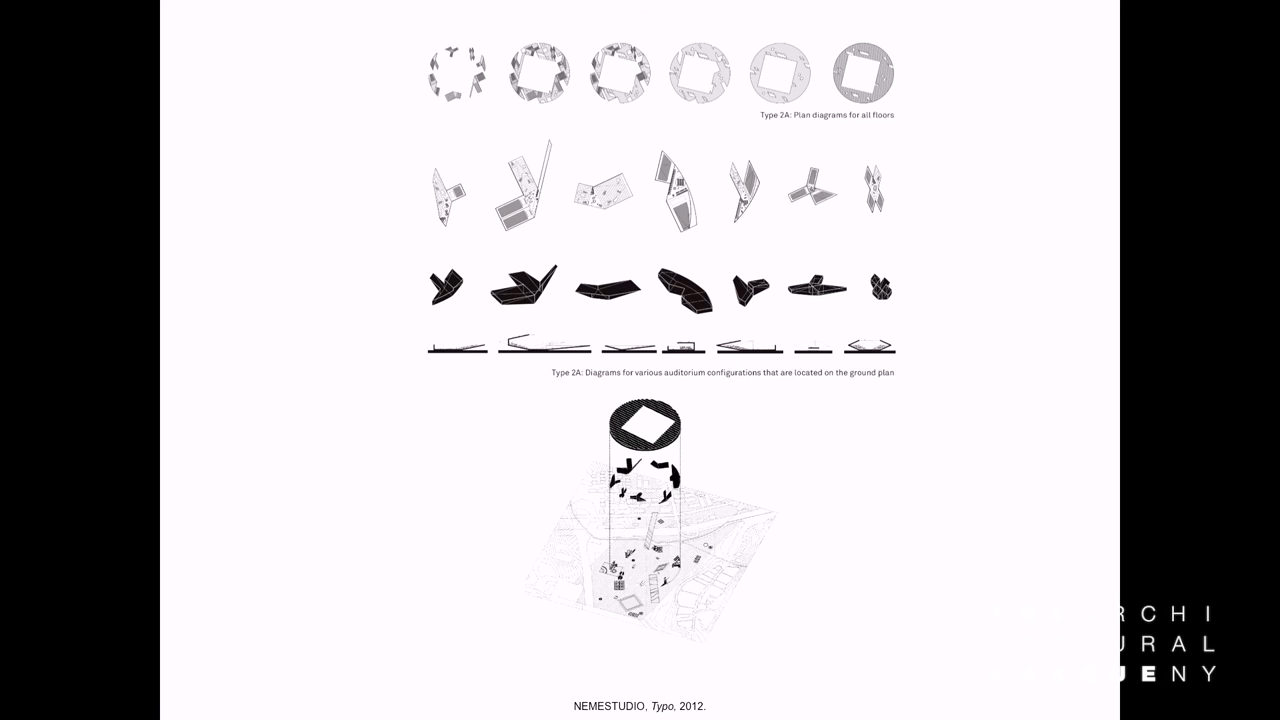 Type 2A: Plan diagrams for all floors
Type 2A: Diagrams for various auditorium configurations that are located on the ground plan
RCHI
URAL
UENY
NEMESTUDIO, Typo, 2012.